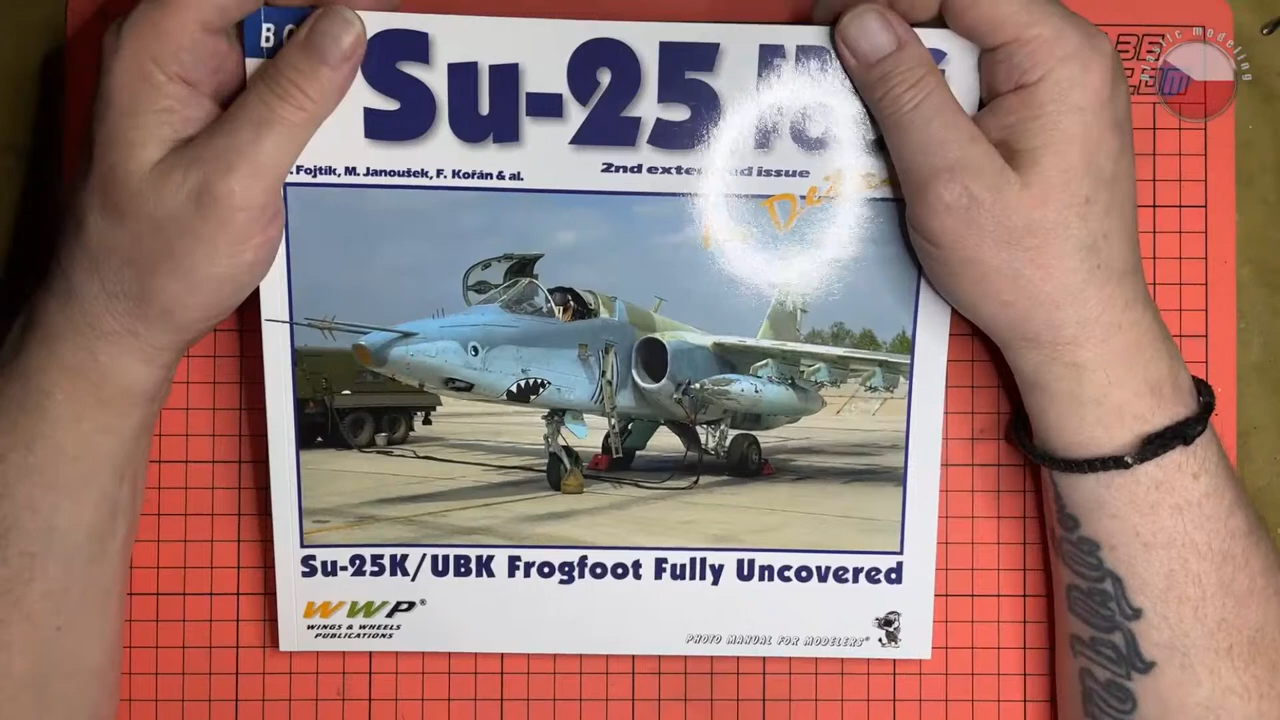 Su-25
Fojtík, M. Janoušek, F. Kořán & al.
2nd extended issue
Su-25K/UBK Frogfoot Fully Uncovered
WWP®
WINGS & WHEELS
PUBLICATIONS
PHOTO MANUAL FOR MODELERS®